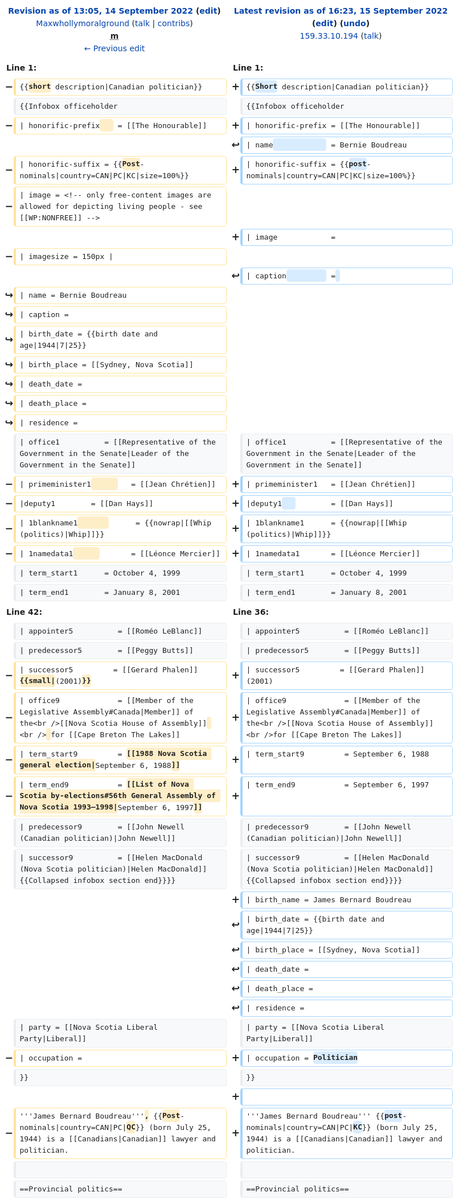 Revision as of 13:05, 14 September 2022 (edit)
Maxwhollymoralground (talk | contribs)
m
← Previous edit
Latest revision as of 16:23, 15 September 2022
(edit) (undo)
159.33.10.194 (talk)
Line 1:
Line 1:
− {{short description|Canadian politician}}
+ {{Short description|Canadian politician}}
{{Infobox officeholder
{{Infobox officeholder
− | honorific-prefix = [[The Honourable]]
+ | honorific-prefix = [[The Honourable]]
↩ | name = Bernie Boudreau
− | honorific-suffix = {{Post-
nominals|country=CAN|PC|KC|size=100%}}
+ | honorific-suffix = {{post-
nominals|country=CAN|PC|KC|size=100%}}
− | image = <!-- only free-content images are
allowed for depicting living people - see
[[WP:NONFREE]] -->
+ | image =
− | imagesize = 150px |
↩ | caption =
↪ | name = Bernie Boudreau
↪ | caption =
↪ | birth_date = {{birth date and
age|1944|7|25}}
↪ | birth_place = [[Sydney, Nova Scotia]]
↪ | death_date =
↪ | death_place =
↪ | residence =
| office1 = [[Representative of the
Government in the Senate|Leader of the
Government in the Senate]]
| office1 = [[Representative of the
Government in the Senate|Leader of the
Government in the Senate]]
− | primeminister1 = [[Jean Chrétien]]
+ | primeminister1 = [[Jean Chrétien]]
− |deputy1 = [[Dan Hays]]
+ |deputy1 = [[Dan Hays]]
− | 1blankname1 = {{nowrap|[[Whip
(politics)|Whip]]}}
+ | 1blankname1 = {{nowrap|[[Whip
(politics)|Whip]]}}
− | 1namedata1 = [[Léonce Mercier]]
+ | 1namedata1 = [[Léonce Mercier]]
| term_start1 = October 4, 1999
| term_start1 = October 4, 1999
| term_end1 = January 8, 2001
| term_end1 = January 8, 2001
Line 42:
Line 36:
| appointer5 = [[Roméo LeBlanc]]
| appointer5 = [[Roméo LeBlanc]]
| predecessor5 = [[Peggy Butts]]
| predecessor5 = [[Peggy Butts]]
− | successor5 = [[Gerard Phalen]]
{{small|(2001)}}
+ | successor5 = [[Gerard Phalen]]
(2001)
− | office9 = [[Member of the
Legislative Assembly#Canada|Member]] of
the<br />[[Nova Scotia House of Assembly]]
<br /> for [[Cape Breton The Lakes]]
+ | office9 = [[Member of the
Legislative Assembly#Canada|Member]] of
the<br />[[Nova Scotia House of Assembly]]
<br />for [[Cape Breton The Lakes]]
− | term_start9 = [[1988 Nova Scotia
general election|September 6, 1988]]
+ | term_start9 = September 6, 1988
− | term_end9 = [[List of Nova
Scotia by-elections#56th General Assembly of
Nova Scotia 1993–1998|September 6, 1997]]
+ | term_end9 = September 6, 1997
| predecessor9 = [[John Newell
(Canadian politician)|John Newell]]
| predecessor9 = [[John Newell
(Canadian politician)|John Newell]]
| successor9 = [[Helen MacDonald
(Nova Scotia politician)|Helen MacDonald]]
{{Collapsed infobox section end}}}}
| successor9 = [[Helen MacDonald
(Nova Scotia politician)|Helen MacDonald]]
{{Collapsed infobox section end}}}}
+ | birth_name = James Bernard Boudreau
↩ | birth_date = {{birth date and
age|1944|7|25}}
↩ | birth_place = [[Sydney, Nova Scotia]]
↩ | death_date =
↩ | death_place =
↩ | residence =
| party = [[Nova Scotia Liberal
Party|Liberal]]
| party = [[Nova Scotia Liberal
Party|Liberal]]
− | occupation =
+ | occupation = Politician
}}
}}
+
− '''James Bernard Boudreau''', {{Post-
nominals|country=CAN|PC|QC}} (born July 25,
1944) is a [[Canadians|Canadian]] lawyer and
politician.
+ '''James Bernard Boudreau''' {{post-
nominals|country=CAN|PC|KC}} (born July 25,
1944) is a [[Canadians|Canadian]] lawyer and
politician.
==Provincial politics==
==Provincial politics==